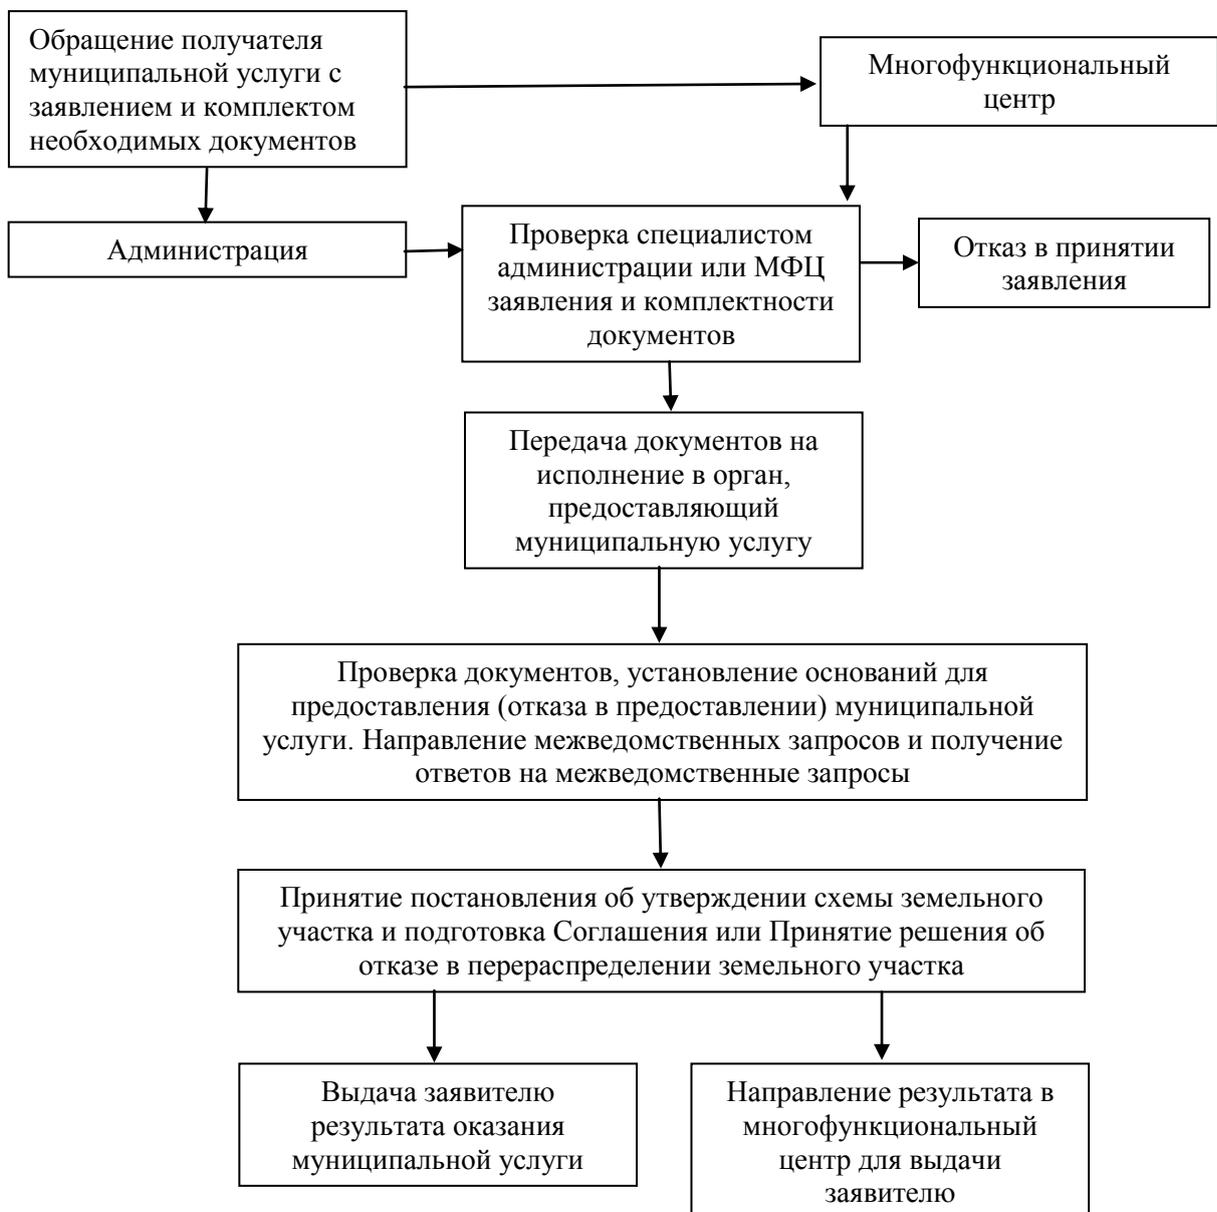 Обращение получателя
муниципальной услуги с
заявлением и комплектом
необходимых документов
Многофункциональный
центр
Администрация
Проверка специалистом
администрации или МФЦ
заявления и комплектности
документов
Отказ в принятии
заявления
Передача документов на
исполнение в орган,
предоставляющий
муниципальную услугу
Проверка документов, установление оснований для
предоставления (отказа в предоставлении) муниципальной
услуги. Направление межведомственных запросов и получение
ответов на межведомственные запросы
Принятие постановления об утверждении схемы земельного
участка и подготовка Соглашения или Принятие решения об
отказе в перераспределении земельного участка
Выдача заявителю
результата оказания
муниципальной услуги
Направление результата в
многофункциональный
центр для выдачи
заявителю